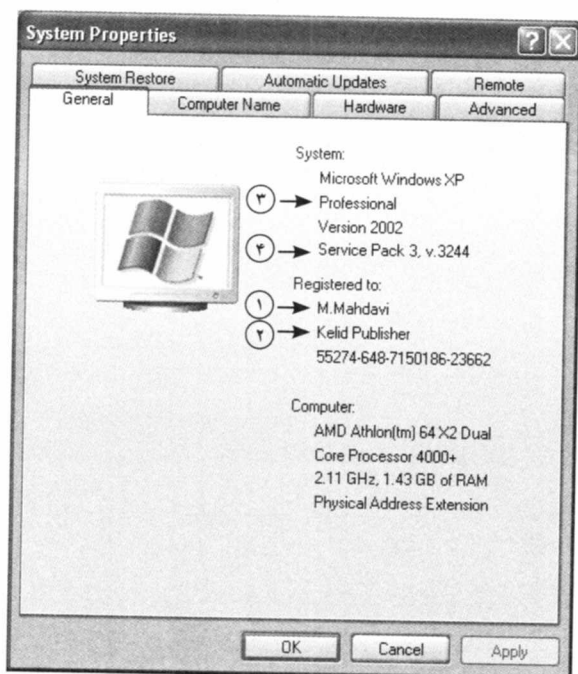 System Properties
System Restore
Automatic Updates
Remote
General
Computer Name
Hardware
Advanced
System:
Microsoft Windows XP
۳
Professional
Version 2002
۴
Service Pack 3, v.3244
Registered to:
۱
M.Mahdavi
۲
Kelid Publisher
55274-648-7150186-23662
Computer:
AMD Athlon(tm) 64 X2 Dual
Core Processor 4000+
2.11 GHz, 1.43 GB of RAM
Physical Address Extension
OK
Cancel
Apply